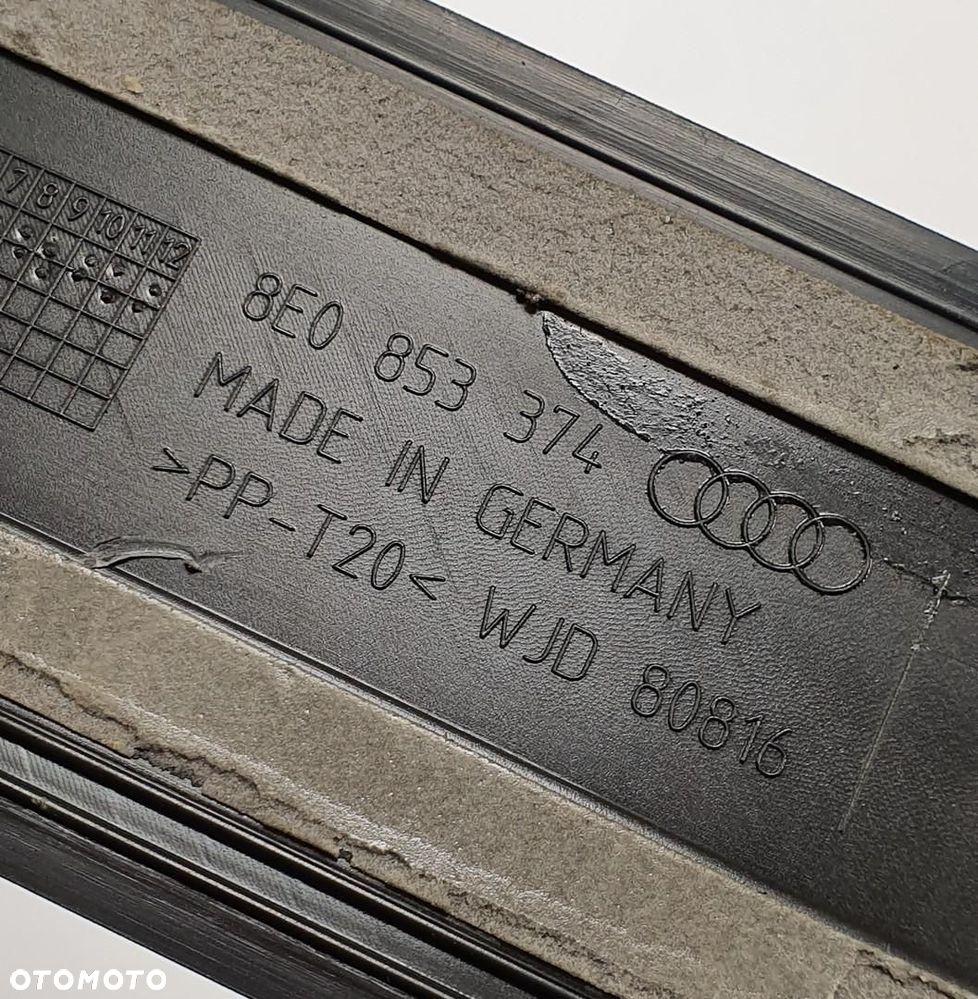 7 8 9 10 11 12
8E0 853 374
MADE IN GERMANY
>PP-T20< WJD 80816
OTOMOTO